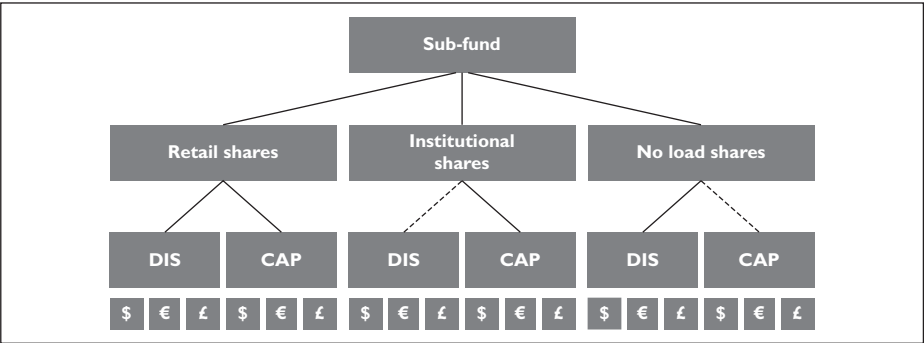 Sub-fund
Retail shares
Institutional
shares
No load shares
DIS CAP DIS CAP DIS CAP
$ € £ $ € £ $ € £ $ € £ $ € £ $ € £